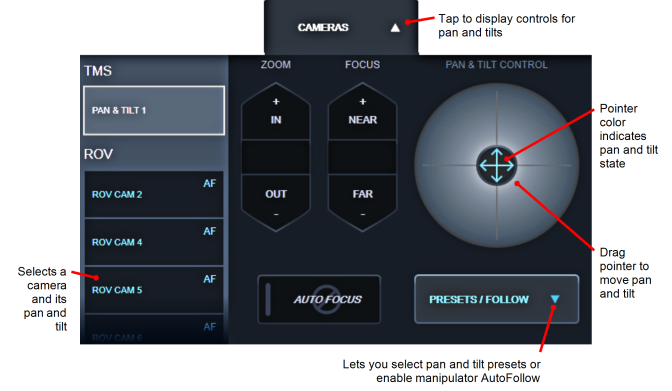 CAMERAS
Tap to display controls for
pan and tilts
TMS
PAN & TILT 1
ROV
ROV CAM 2
AF
ROV CAM 4
AF
ROV CAM 5
AF
ROV CAM 6
AF
Selects a
camera
and its
pan and
tilt
ZOOM
+
IN
OUT
-
FOCUS
+
NEAR
FAR
-
AUTO FOCUS
PAN & TILT CONTROL
Pointer
color
indicates
pan and tilt
state
Drag
pointer to
move pan
and tilt
PRESETS / FOLLOW
Lets you select pan and tilt presets or
enable manipulator AutoFollow